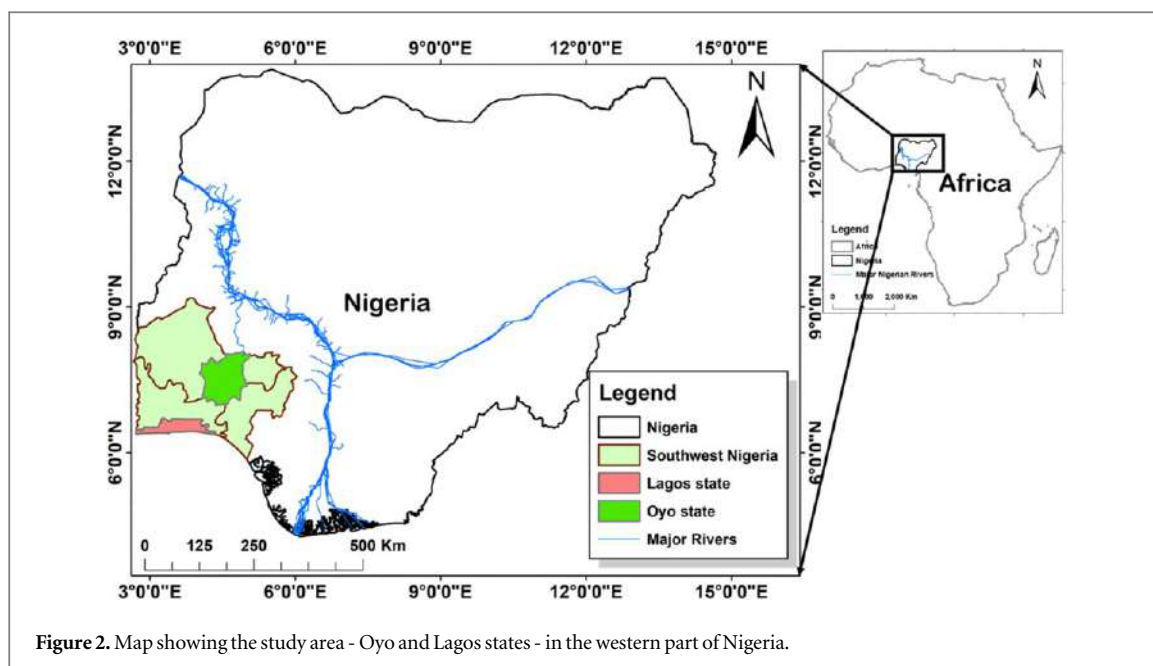 3°0'0"E 6°0'0"E 9°0'0"E 12°0'0"E 15°0'0"E
N
N
12°0'0"N
12°0'0"N
Africa
Legend
Africa
Nigeria
Major Nigerian Rivers
0 1,000 2,000 Km
Nigeria
9°0'0"N
9°0'0"N
Legend
Nigeria
Southwest Nigeria
Lagos state
Oyo state
Major Rivers
6°0'0"N
6°0'0"N
0 125 250 500 Km
3°0'0"E 6°0'0"E 9°0'0"E 12°0'0"E 15°0'0"E
Figure 2. Map showing the study area - Oyo and Lagos states - in the western part of Nigeria.